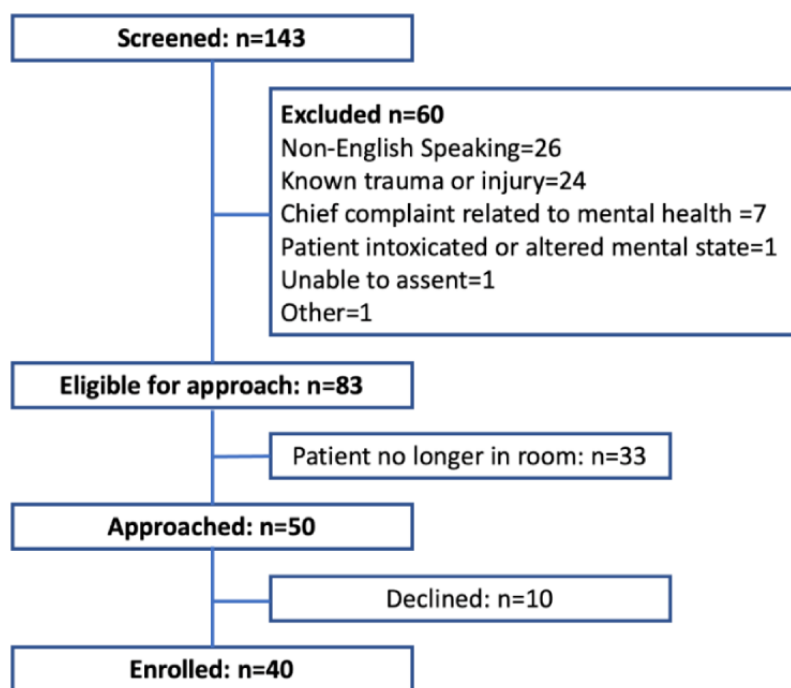 Screened: n=143
Excluded n=60
Non-English Speaking=26
Known trauma or injury=24
Chief complaint related to mental health =7
Patient intoxicated or altered mental state=1
Unable to assent=1
Other=1
Eligible for approach: n=83
Patient no longer in room: n=33
Approached: n=50
Declined: n=10
Enrolled: n=40